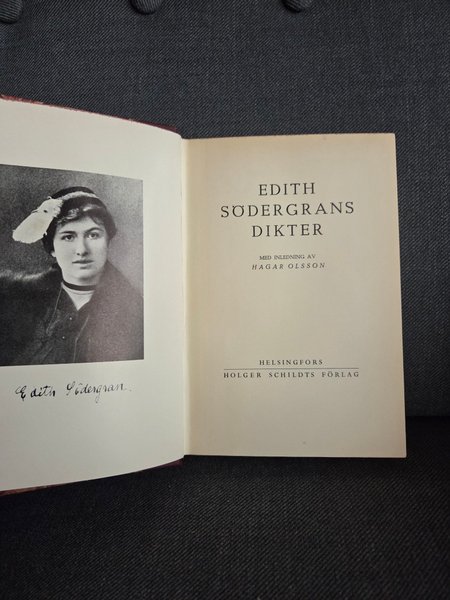 Edith Södergran.
EDITH
SÖDERGRANS
DIKTER
MED INLEDNING AV
HAGAR OLSSON
HELSINGFORS
HOLGER SCHILDTS FÖRLAG